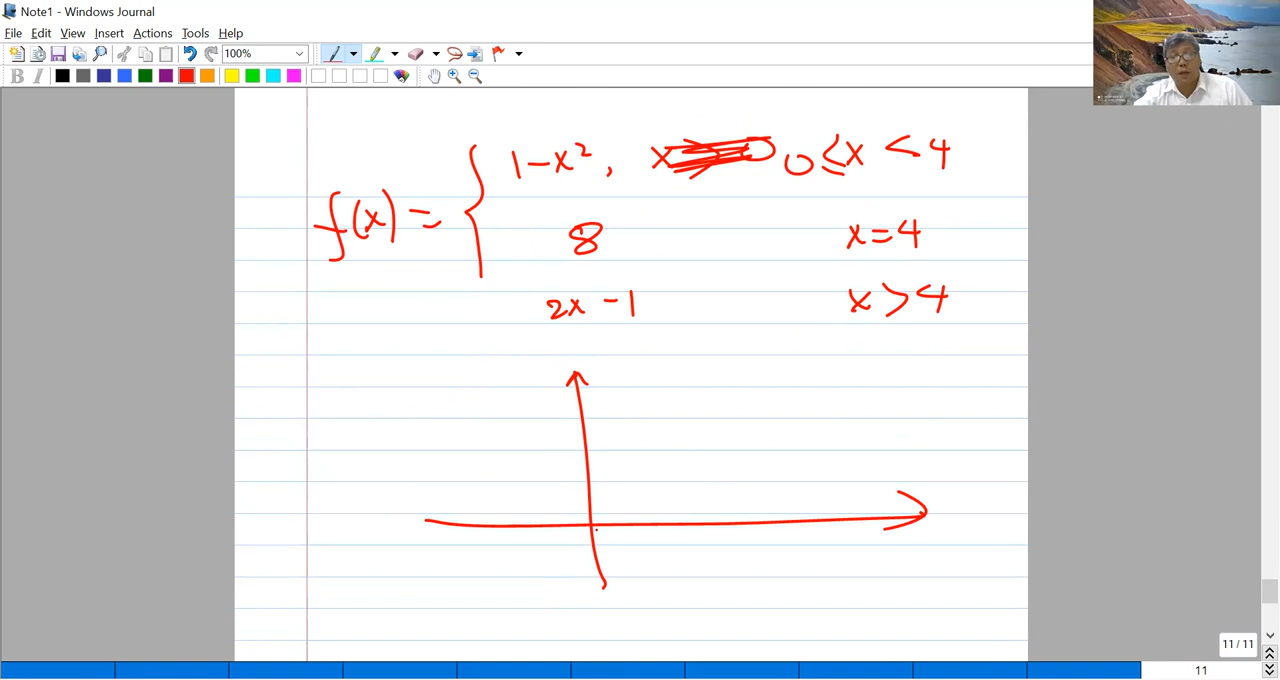 Note1 - Windows Journal
File Edit View Insert Actions Tools Help
100%
B I
f(x) = {
1-x², 0 ≤ x < 4
8 x = 4
2x - 1 x > 4
11 / 11
11